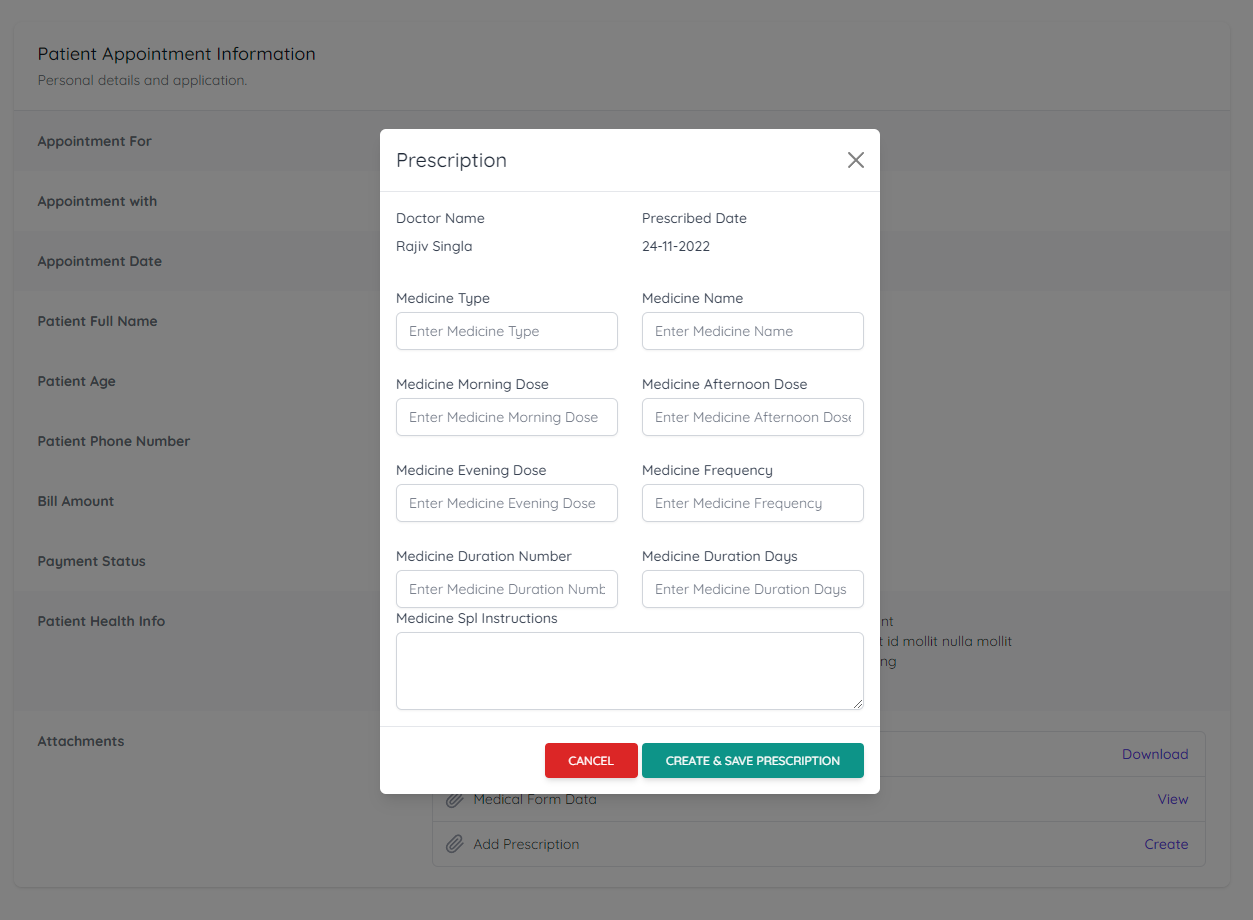 Patient Appointment Information
Personal details and application.
Appointment For
Appointment with
Appointment Date
Patient Full Name
Patient Age
Patient Phone Number
Bill Amount
Payment Status
Patient Health Info
nt
t id mollit nulla mollit
ng
Attachments
Download
Medical Form Data View
Add Prescription Create
Prescription
Doctor Name Prescribed Date
Rajiv Singla 24-11-2022
Medicine Type Medicine Name
Enter Medicine Type Enter Medicine Name
Medicine Morning Dose Medicine Afternoon Dose
Enter Medicine Morning Dose Enter Medicine Afternoon Dose
Medicine Evening Dose Medicine Frequency
Enter Medicine Evening Dose Enter Medicine Frequency
Medicine Duration Number Medicine Duration Days
Enter Medicine Duration Numb Enter Medicine Duration Days
Medicine Spl Instructions
CANCEL CREATE & SAVE PRESCRIPTION